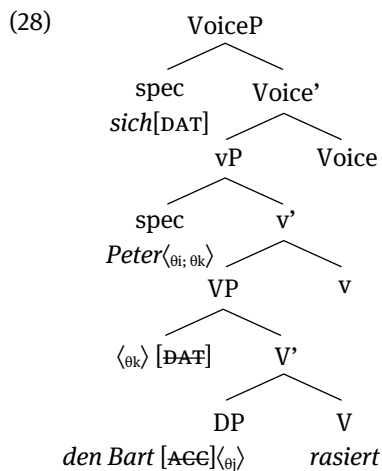 (28) VoiceP
spec Voice'
sich[DAT]
vP Voice
spec v'
Peter⟨θi; θk⟩
VP v
⟨θk⟩ [DAT] V'
DP V
den Bart [ACC]⟨θj⟩ rasiert